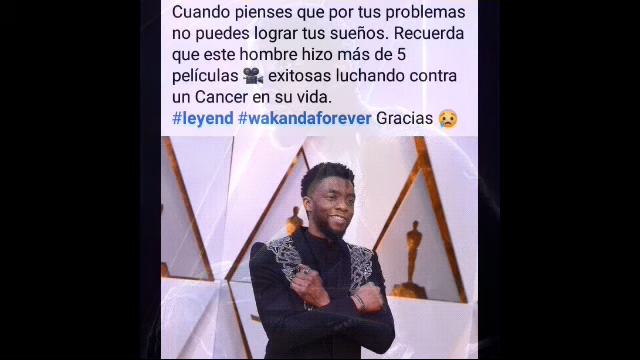 Cuando pienses que por tus problemas
no puedes lograr tus sueños. Recuerda
que este hombre hizo más de 5
películas 🎥 exitosas luchando contra
un Cancer en su vida.
#leyend #wakandaforever Gracias 😢